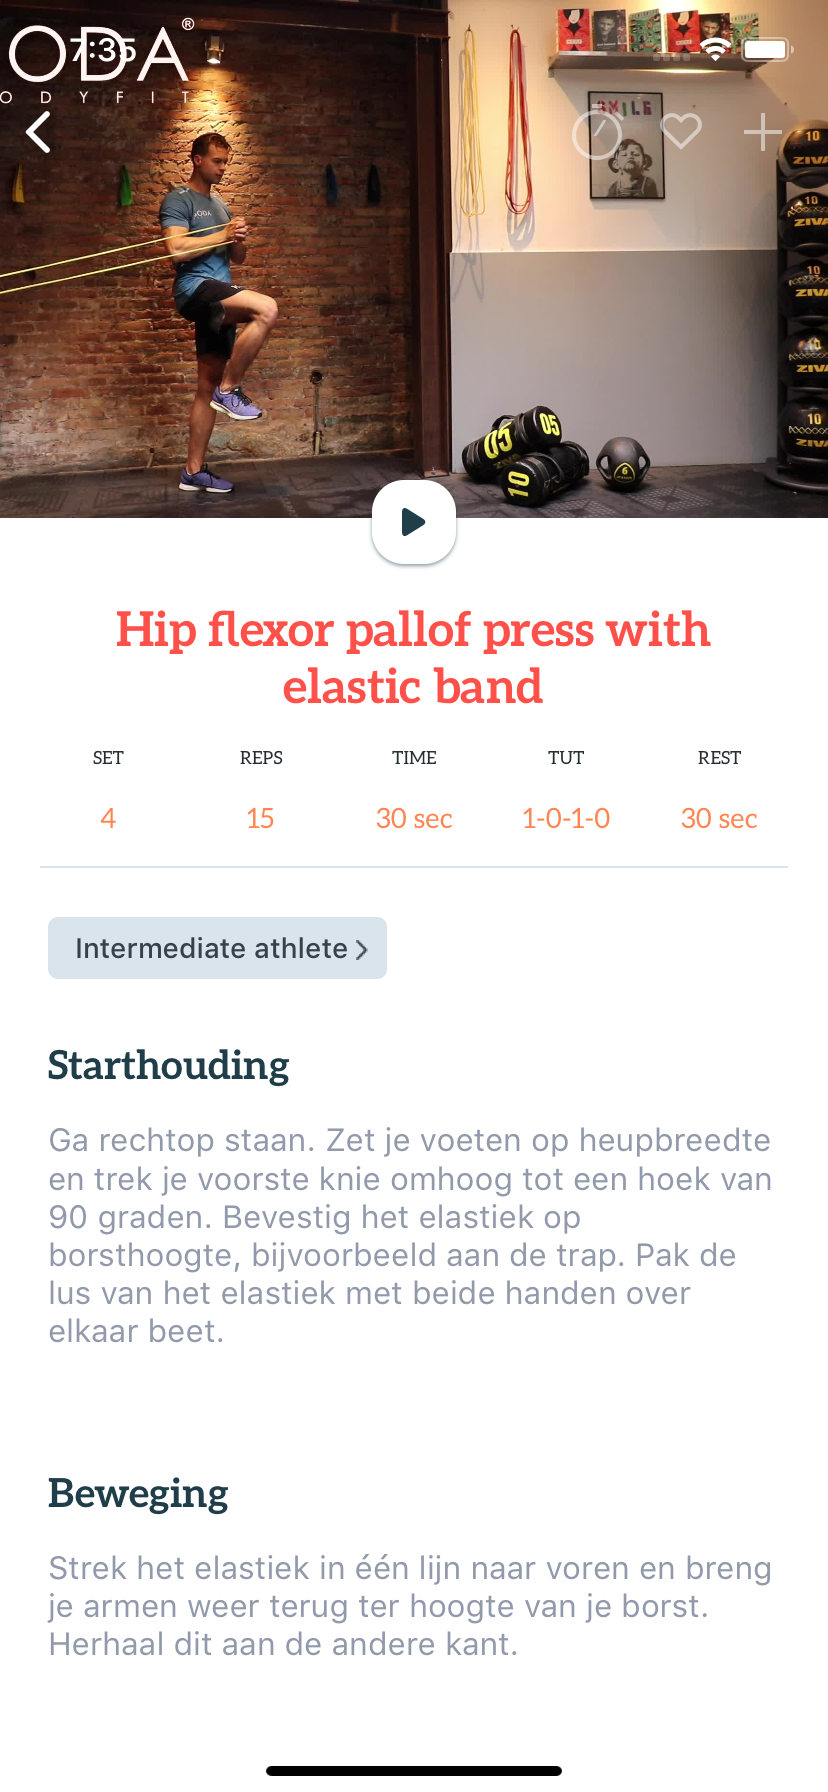 ODA®
7:35
ODYFIT
SMILE
ODA
10
ZIVA
10
ZIVA
10
ZIVA
10
ZIVA
10
ZIVA
05
05
10
6
Hip flexor pallof press with
elastic band
SET REPS TIME TUT REST
4 15 30 sec 1-0-1-0 30 sec
Intermediate athlete >
Starthouding
Ga rechtop staan. Zet je voeten op heupbreedte
en trek je voorste knie omhoog tot een hoek van
90 graden. Bevestig het elastiek op
borsthoogte, bijvoorbeeld aan de trap. Pak de
lus van het elastiek met beide handen over
elkaar beet.
Beweging
Strek het elastiek in één lijn naar voren en breng
je armen weer terug ter hoogte van je borst.
Herhaal dit aan de andere kant.